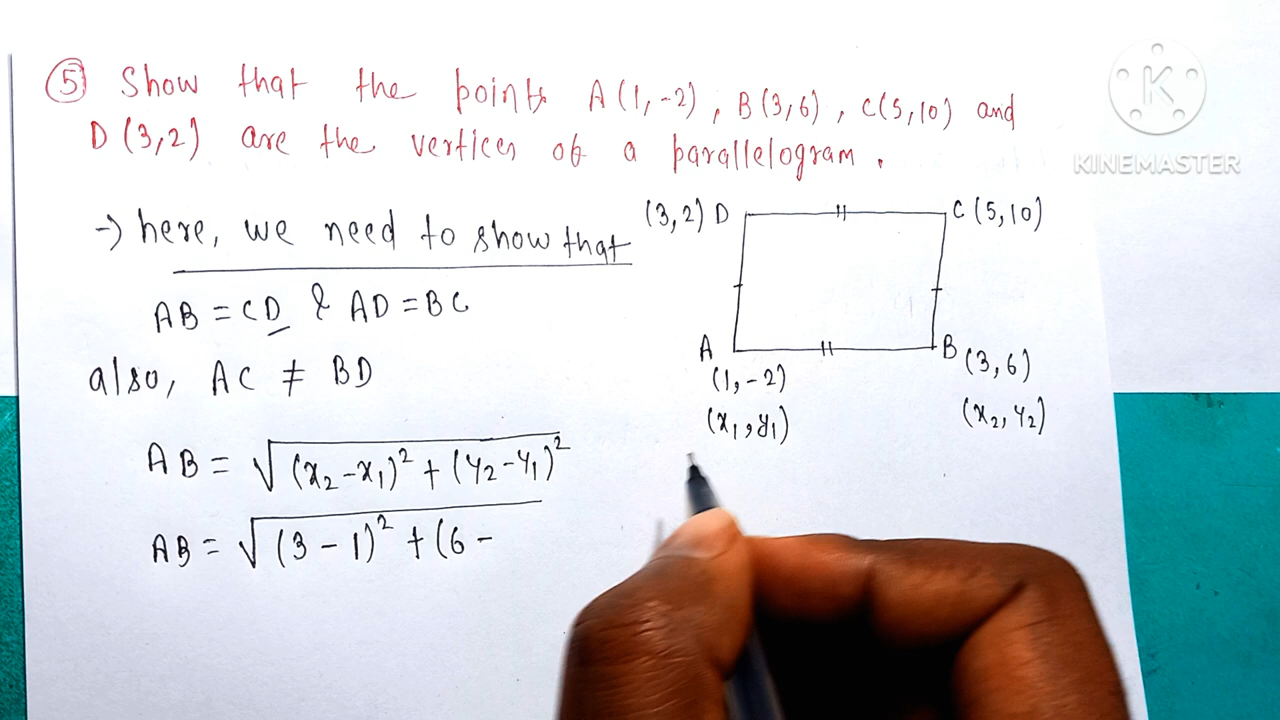 ⑤ Show that the points A(1,-2), B(3,6), C(5,10) and
D(3,2) are the vertices of a parallelogram.
K
KINEMASTER
→ here, we need to show that
AB = CD & AD = BC
also, AC ≠ BD
AB = √(x₂-x₁)² + (y₂-y₁)²
AB = √(3-1)² + (6-
(3,2) D
C (5,10)
A
B (3,6)
(1,-2)
(x₁,y₁)
(x₂,y₂)